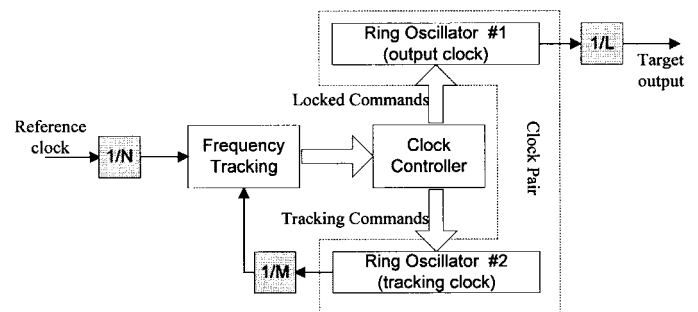 Ring Oscillator #1
(output clock)
1/L
Target
output
Locked Commands
Reference
clock
1/N
Frequency
Tracking
Clock
Controller
Clock Pair
Tracking Commands
1/M
Ring Oscillator #2
(tracking clock)